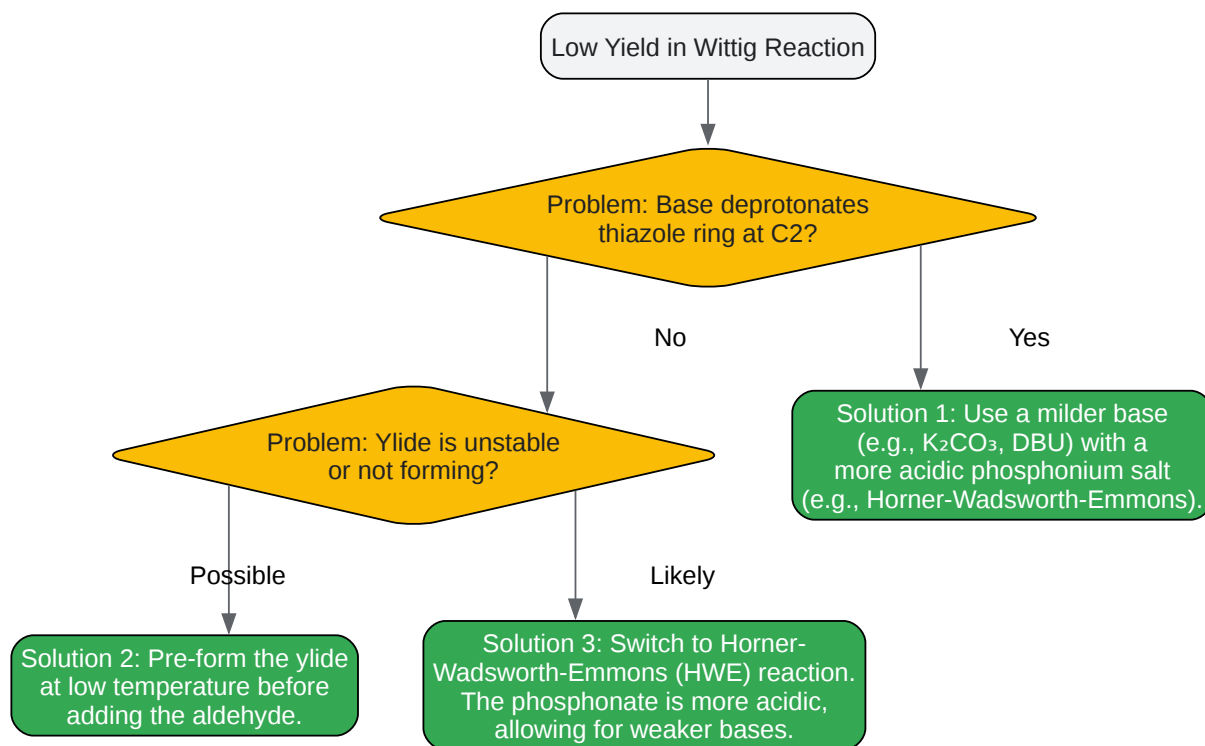 Low Yield in Wittig Reaction
Problem: Base deprotonates
thiazole ring at C2?
No
Yes
Problem: Ylide is unstable
or not forming?
Solution 1: Use a milder base
(e.g., K₂CO₃, DBU) with a
more acidic phosphonium salt
(e.g., Horner-Wadsworth-Emmons).
Possible
Likely
Solution 2: Pre-form the ylide
at low temperature before
adding the aldehyde.
Solution 3: Switch to Horner-
Wadsworth-Emmons (HWE) reaction.
The phosphonate is more acidic,
allowing for weaker bases.